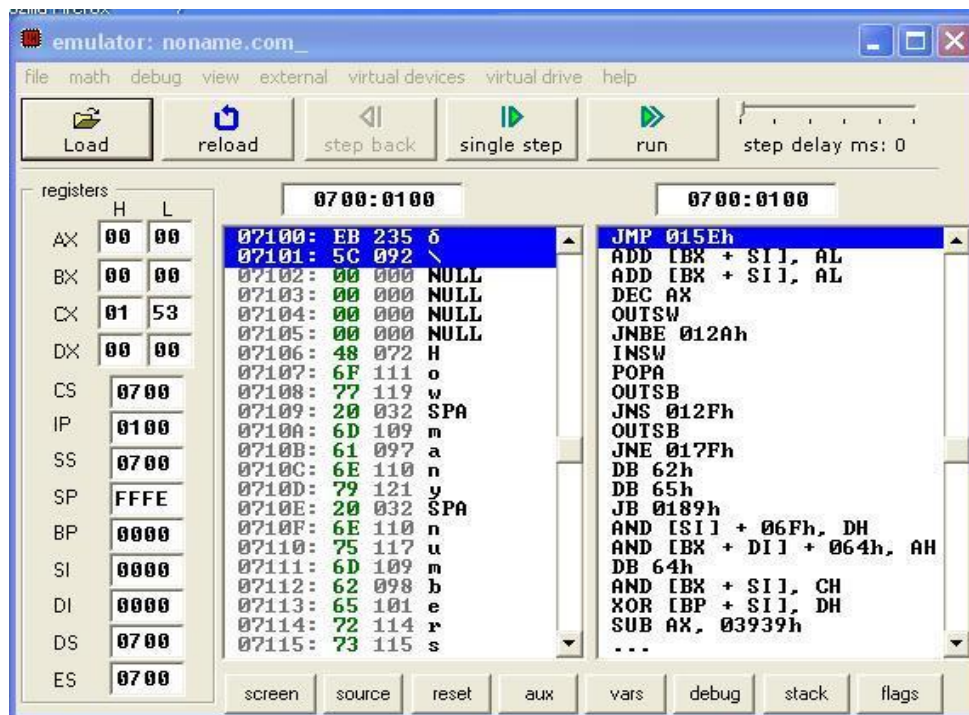 emulator: noname.com_
file math debug view external virtual devices virtual drive help
Load reload step back single step run step delay ms: 0
registers
H L
AX 00 00
BX 00 00
CX 01 53
DX 00 00
CS 0700
IP 0100
SS 0700
SP FFFE
BP 0000
SI 0000
DI 0000
DS 0700
ES 0700
0700:0100
07100: EB 235 δ
07101: 5C 092 \
07102: 00 000 NULL
07103: 00 000 NULL
07104: 00 000 NULL
07105: 00 000 NULL
07106: 48 072 H
07107: 6F 111 o
07108: 77 119 w
07109: 20 032 SPA
0710A: 6D 109 m
0710B: 61 097 a
0710C: 6E 110 n
0710D: 79 121 y
0710E: 20 032 SPA
0710F: 6E 110 n
07110: 75 117 u
07111: 6D 109 m
07112: 62 098 b
07113: 65 101 e
07114: 72 114 r
07115: 73 115 s
0700:0100
JMP 015Eh
ADD [BX + SI], AL
ADD [BX + SI], AL
DEC AX
OUTSW
JNBE 012Ah
INSW
POPA
OUTSB
JNS 012Fh
OUTSB
JNE 017Fh
DB 62h
DB 65h
JB 0189h
AND [SI] + 06Fh, DH
AND [BX + DI] + 064h, AH
DB 64h
AND [BX + SI], CH
XOR [BP + SI], DH
SUB AX, 03939h
...
screen source reset aux vars debug stack flags